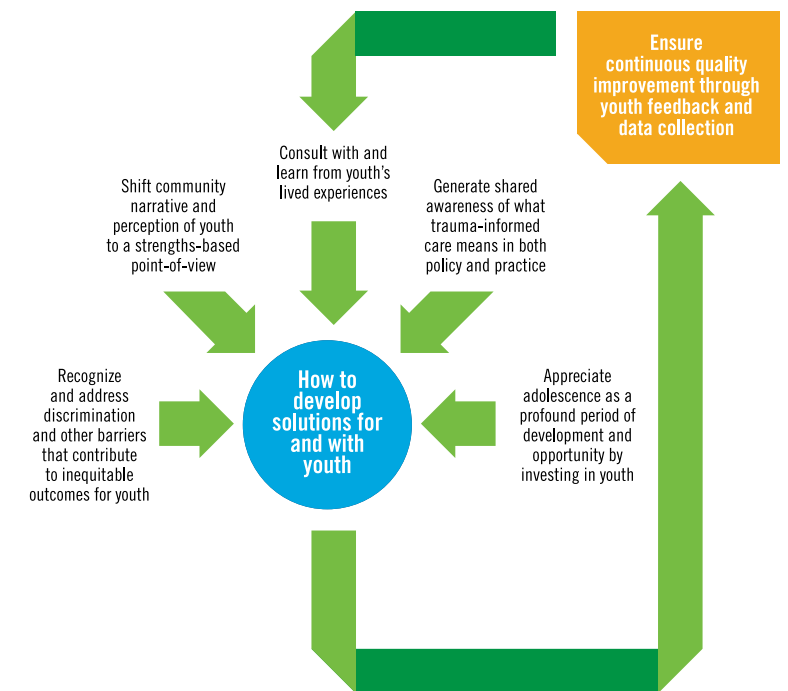 Ensure
continuous quality
improvement through
youth feedback and
data collection
Consult with and
learn from youth's
lived experiences
Shift community
narrative and
perception of youth
to a strengths-based
point-of-view
Generate shared
awareness of what
trauma-informed
care means in both
policy and practice
Recognize
and address
discrimination
and other barriers
that contribute
to inequitable
outcomes for youth
How to
develop
solutions for
and with
youth
Appreciate
adolescence as a
profound period of
development and
opportunity by
investing in youth